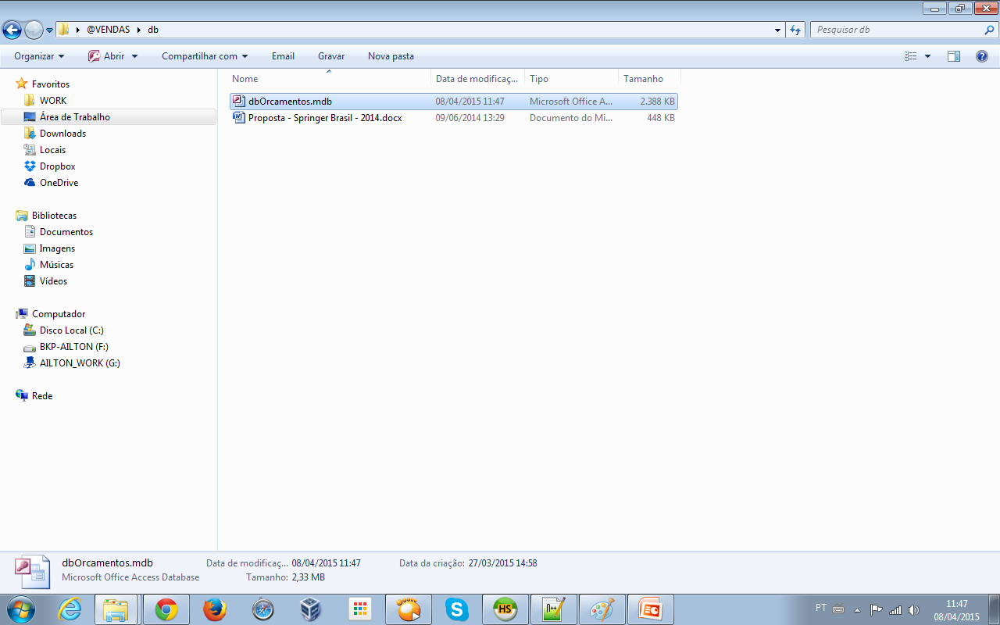 @VENDAS db
Pesquisar db
Organizar Abrir Compartilhar com Email Gravar Nova pasta
Nome Data de modificaç... Tipo Tamanho
Favoritos
WORK
Área de Trabalho
Downloads
Locais
Dropbox
OneDrive
Bibliotecas
Documentos
Imagens
Músicas
Vídeos
Computador
Disco Local (C:)
BKP-AILTON (F:)
AILTON_WORK (G:)
Rede
dbOrcamentos.mdb 08/04/2015 11:47 Microsoft Office A... 2.388 KB
Proposta - Springer Brasil - 2014.docx 09/06/2014 13:29 Documento do Mi... 448 KB
dbOrcamentos.mdb Data de modificaç... 08/04/2015 11:47 Data da criação: 27/03/2015 14:58
Microsoft Office Access Database Tamanho: 2,33 MB
HS
PT
11:47
08/04/2015